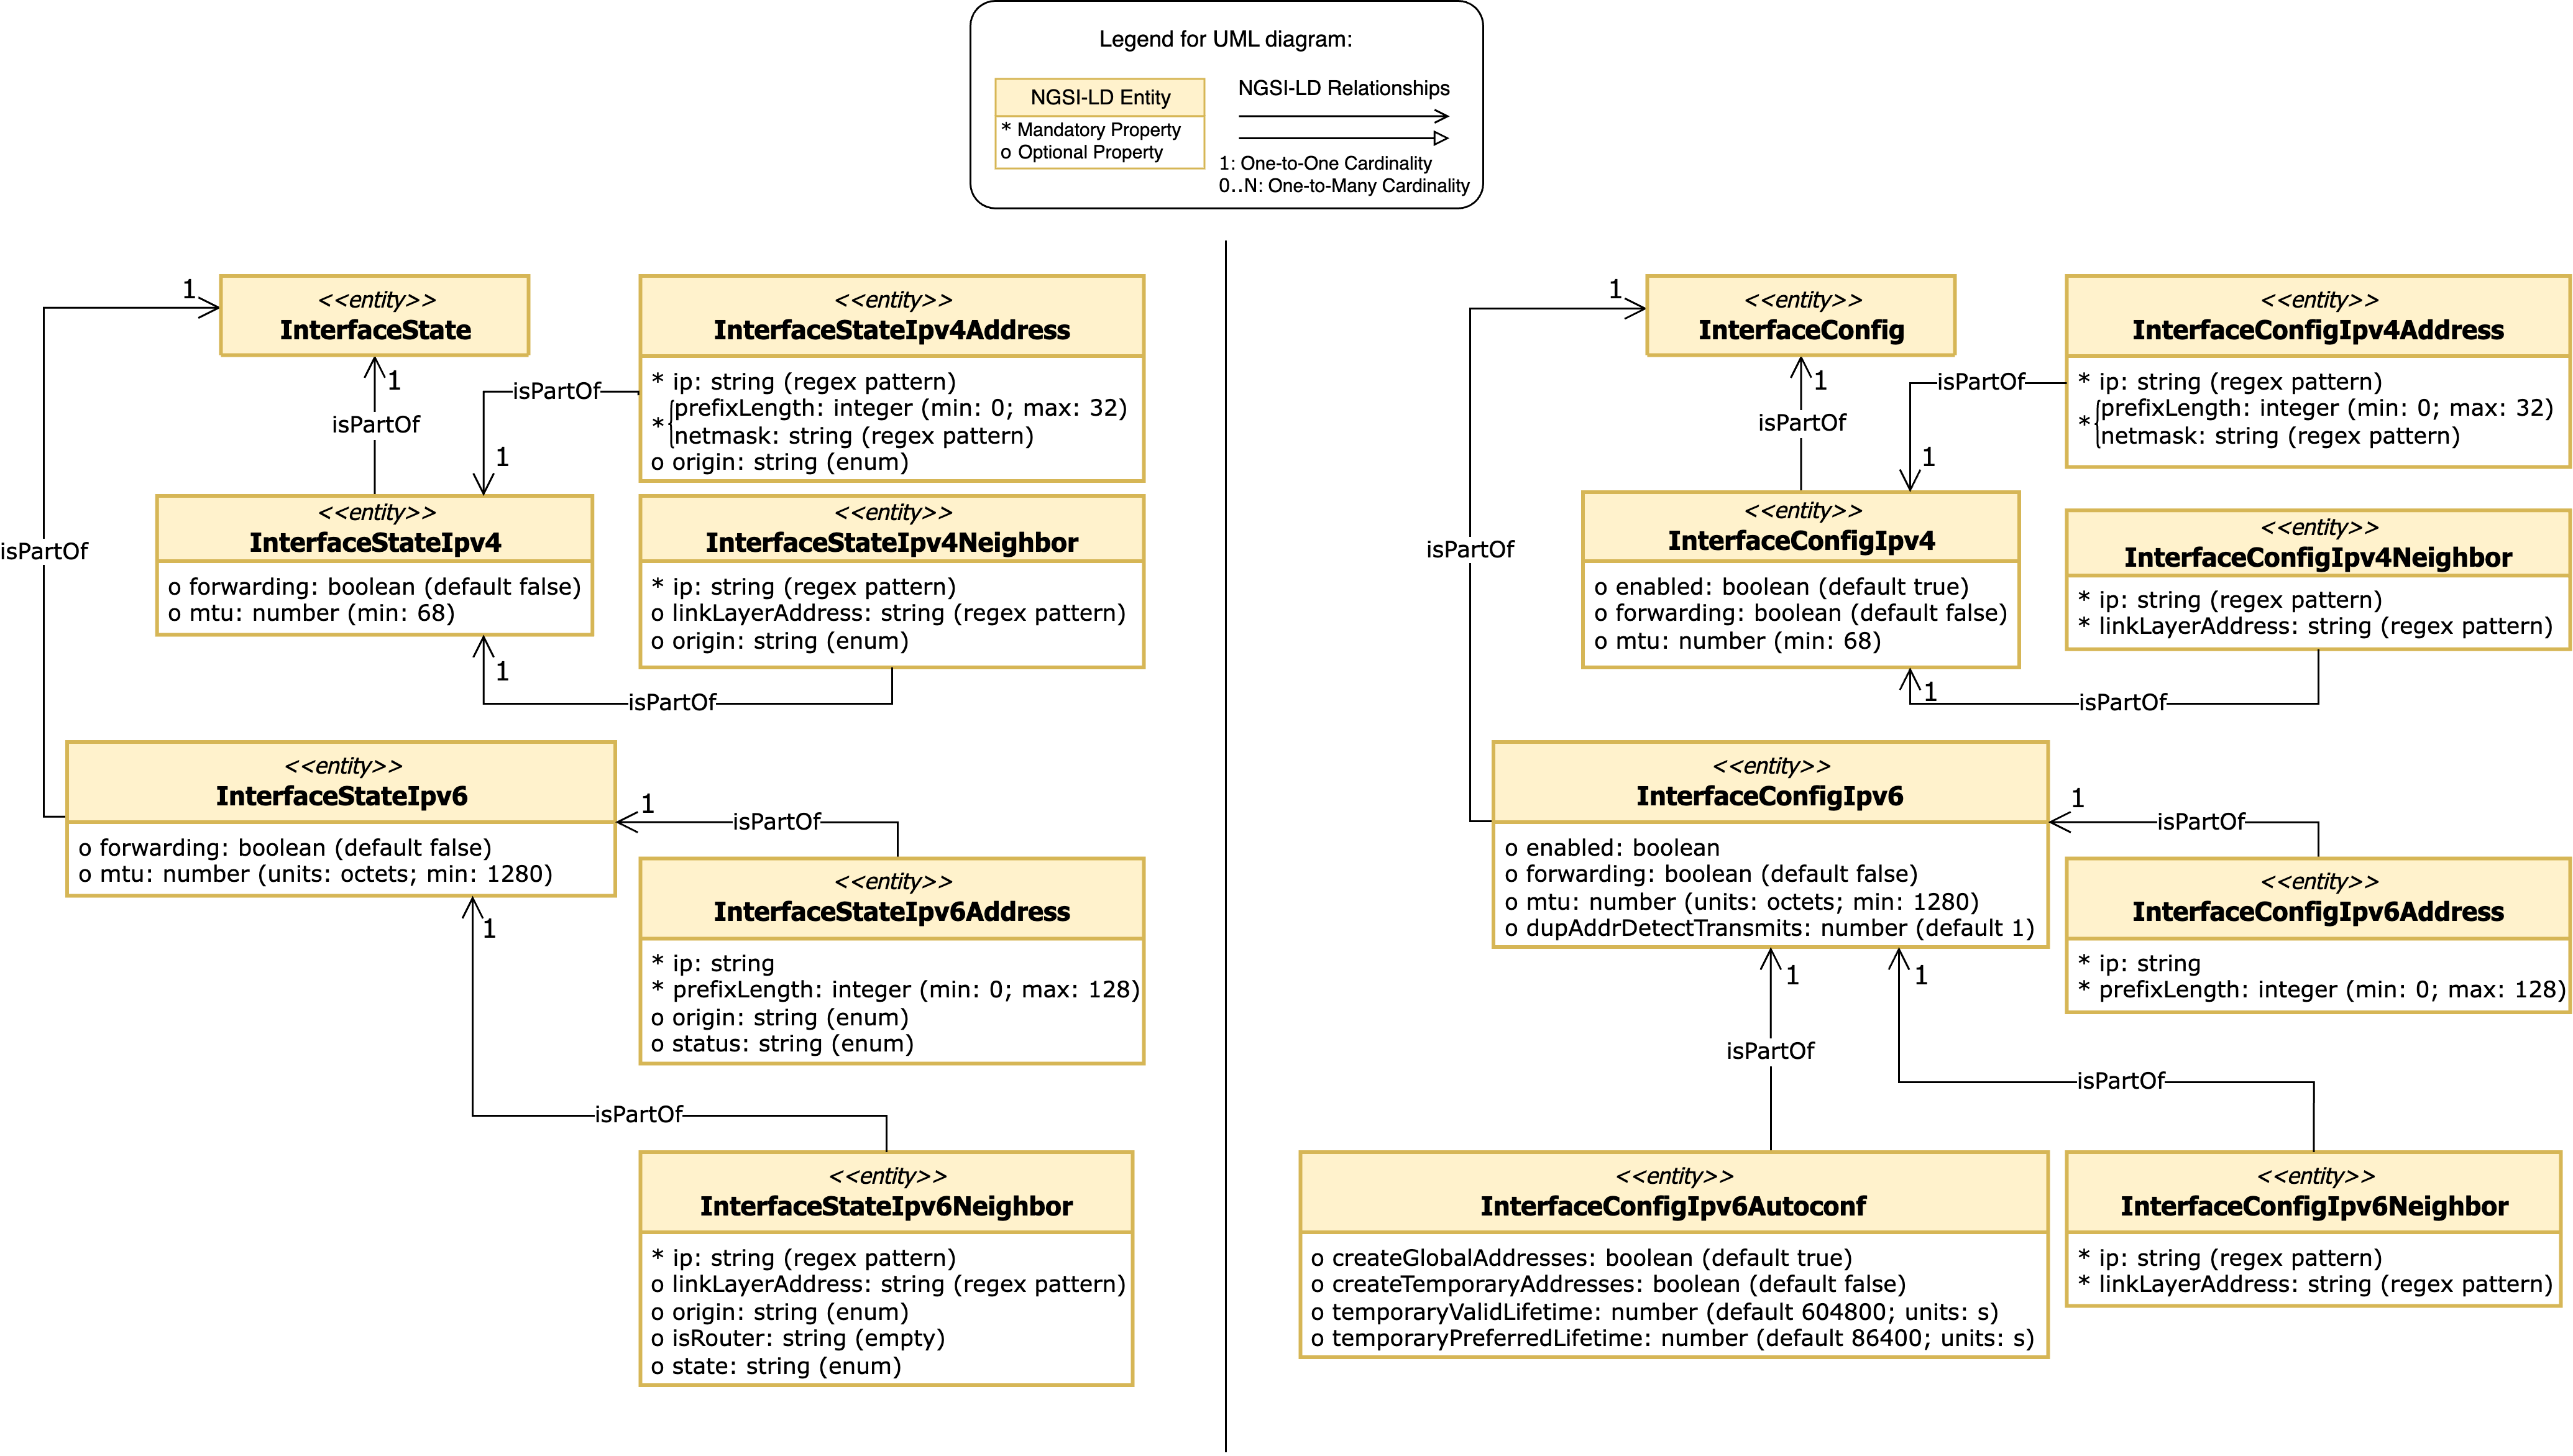 Legend for UML diagram:
NGSI-LD Entity
* Mandatory Property
o Optional Property
NGSI-LD Relationships
1: One-to-One Cardinality
0..N: One-to-Many Cardinality
1
<<entity>>
InterfaceState
1
isPartOf
isPartOf
<<entity>>
InterfaceStateIpv4Address
* ip: string (regex pattern)
* prefixLength: integer (min: 0; max: 32)
netmask: string (regex pattern)
o origin: string (enum)
isPartOf
1
<<entity>>
InterfaceStateIpv4
o forwarding: boolean (default false)
o mtu: number (min: 68)
<<entity>>
InterfaceStateIpv4Neighbor
* ip: string (regex pattern)
o linkLayerAddress: string (regex pattern)
o origin: string (enum)
1
isPartOf
<<entity>>
InterfaceStateIpv6
o forwarding: boolean (default false)
o mtu: number (units: octets; min: 1280)
1
isPartOf
<<entity>>
InterfaceStateIpv6Address
* ip: string
* prefixLength: integer (min: 0; max: 128)
o origin: string (enum)
o status: string (enum)
1
isPartOf
<<entity>>
InterfaceStateIpv6Neighbor
* ip: string (regex pattern)
o linkLayerAddress: string (regex pattern)
o origin: string (enum)
o isRouter: string (empty)
o state: string (enum)
1
<<entity>>
InterfaceConfig
1
isPartOf
isPartOf
<<entity>>
InterfaceConfigIpv4Address
* ip: string (regex pattern)
* prefixLength: integer (min: 0; max: 32)
netmask: string (regex pattern)
isPartOf
1
<<entity>>
InterfaceConfigIpv4
o enabled: boolean (default true)
o forwarding: boolean (default false)
o mtu: number (min: 68)
<<entity>>
InterfaceConfigIpv4Neighbor
* ip: string (regex pattern)
* linkLayerAddress: string (regex pattern)
1
isPartOf
<<entity>>
InterfaceConfigIpv6
o enabled: boolean
o forwarding: boolean (default false)
o mtu: number (units: octets; min: 1280)
o dupAddrDetectTransmits: number (default 1)
1
isPartOf
<<entity>>
InterfaceConfigIpv6Address
* ip: string
* prefixLength: integer (min: 0; max: 128)
1
isPartOf
1
isPartOf
<<entity>>
InterfaceConfigIpv6Autoconf
o createGlobalAddresses: boolean (default true)
o createTemporaryAddresses: boolean (default false)
o temporaryValidLifetime: number (default 604800; units: s)
o temporaryPreferredLifetime: number (default 86400; units: s)
<<entity>>
InterfaceConfigIpv6Neighbor
* ip: string (regex pattern)
* linkLayerAddress: string (regex pattern)